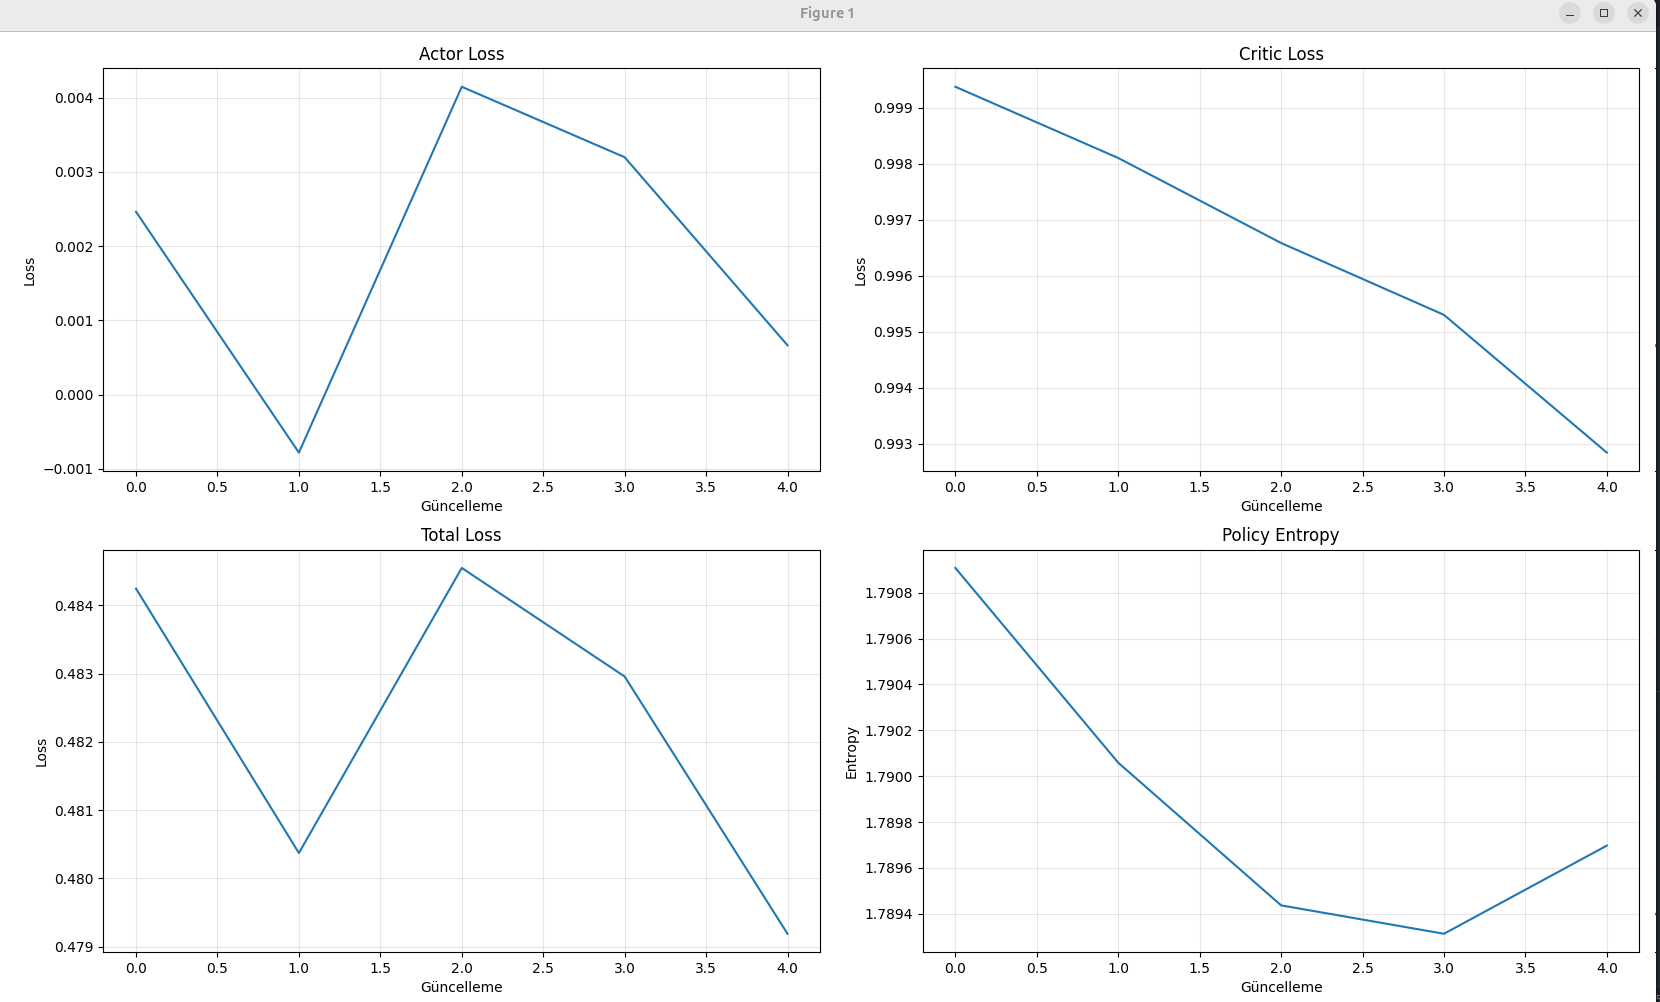 Figure 1
Actor Loss
Loss
0.004
0.003
0.002
0.001
0.000
−0.001
0.0 0.5 1.0 1.5 2.0 2.5 3.0 3.5 4.0
Güncelleme
Critic Loss
Loss
0.999
0.998
0.997
0.996
0.995
0.994
0.993
0.0 0.5 1.0 1.5 2.0 2.5 3.0 3.5 4.0
Güncelleme
Total Loss
Loss
0.484
0.483
0.482
0.481
0.480
0.479
0.0 0.5 1.0 1.5 2.0 2.5 3.0 3.5 4.0
Güncelleme
Policy Entropy
Entropy
1.7908
1.7906
1.7904
1.7902
1.7900
1.7898
1.7896
1.7894
0.0 0.5 1.0 1.5 2.0 2.5 3.0 3.5 4.0
Güncelleme